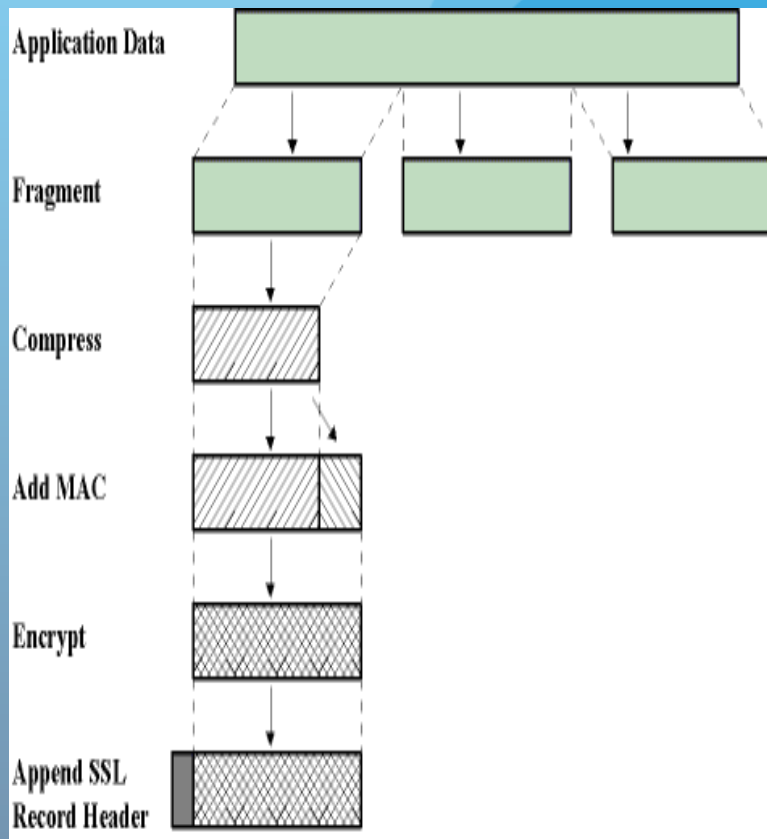 Application Data
Fragment
Compress
Add MAC
Encrypt
Append SSL
Record Header